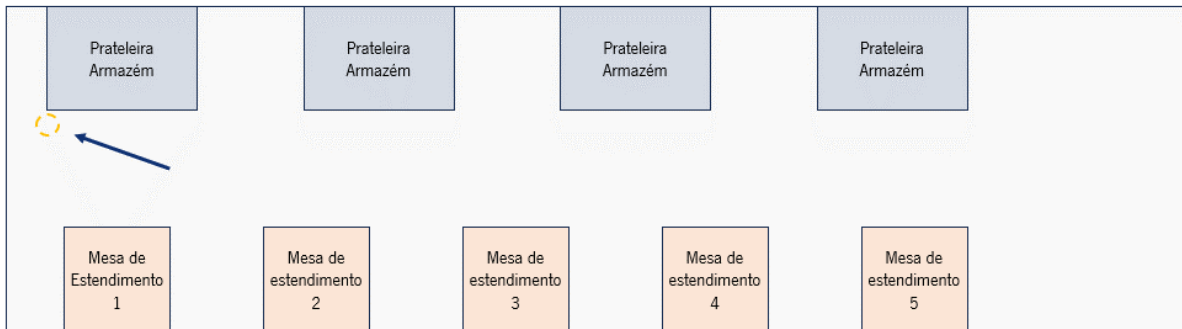 Prateleira
Armazém
Prateleira
Armazém
Prateleira
Armazém
Prateleira
Armazém
Mesa de
Estendimento
1
Mesa de
estendimento
2
Mesa de
estendimento
3
Mesa de
estendimento
4
Mesa de
estendimento
5